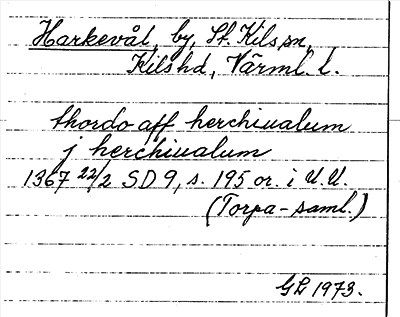 Harkevål, by, St. Kils sn,
Kils hd, Värml. l.
thordo aff herchiualum
j herchiualum
1367 22/2 SD 9, s. 195 or. i U.U.
(Torpa-saml.)
GL 1973.